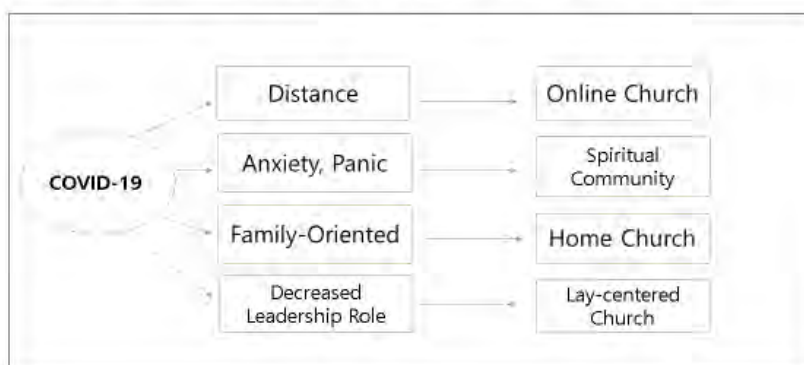 Distance
Online Church
COVID-19
Anxiety, Panic
Spiritual
Community
Family-Oriented
Home Church
Decreased
Leadership Role
Lay-centered
Church